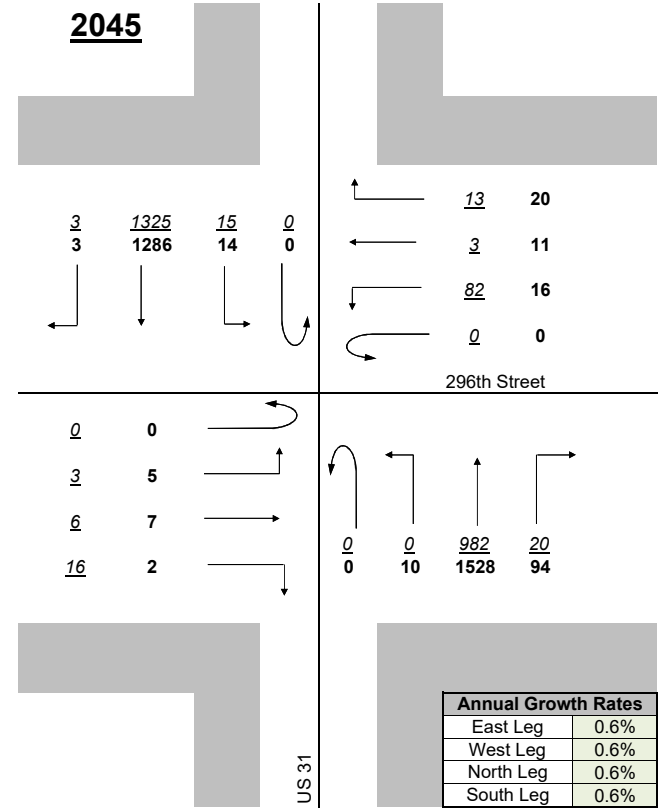 2045
3 1325 15 0
3 1286 14 0
13 20
3 11
82 16
0 0
296th Street
0 0
3 5
6 7
16 2
0 0 982 20
0 10 1528 94
US 31
Annual Growth Rates
East Leg 0.6%
West Leg 0.6%
North Leg 0.6%
South Leg 0.6%